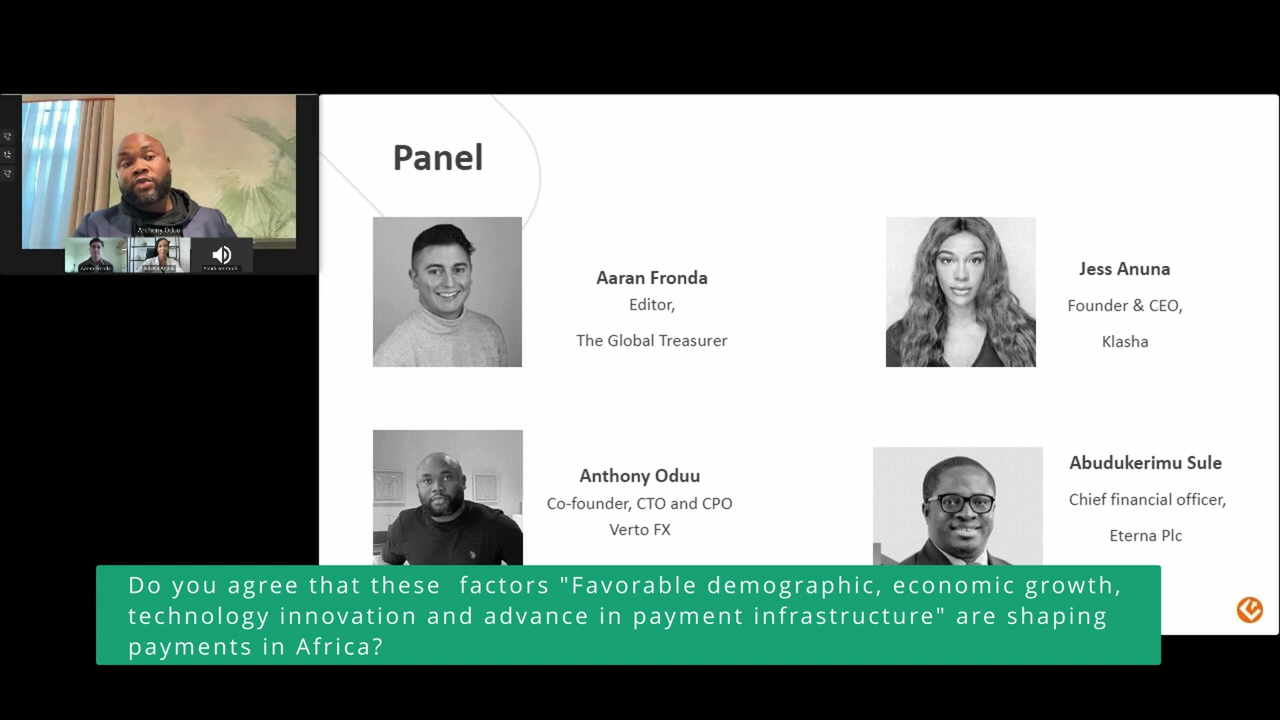 Anthony Oduu
Aaran Fronda
Panel
Aaran Fronda
Editor,
The Global Treasurer
Jess Anuna
Founder & CEO,
Klasha
Anthony Oduu
Co-founder, CTO and CPO
Verto FX
Abudukerimu Sule
Chief financial officer,
Eterna Plc
Do you agree that these factors "Favorable demographic, economic growth,
technology innovation and advance in payment infrastructure" are shaping
payments in Africa?